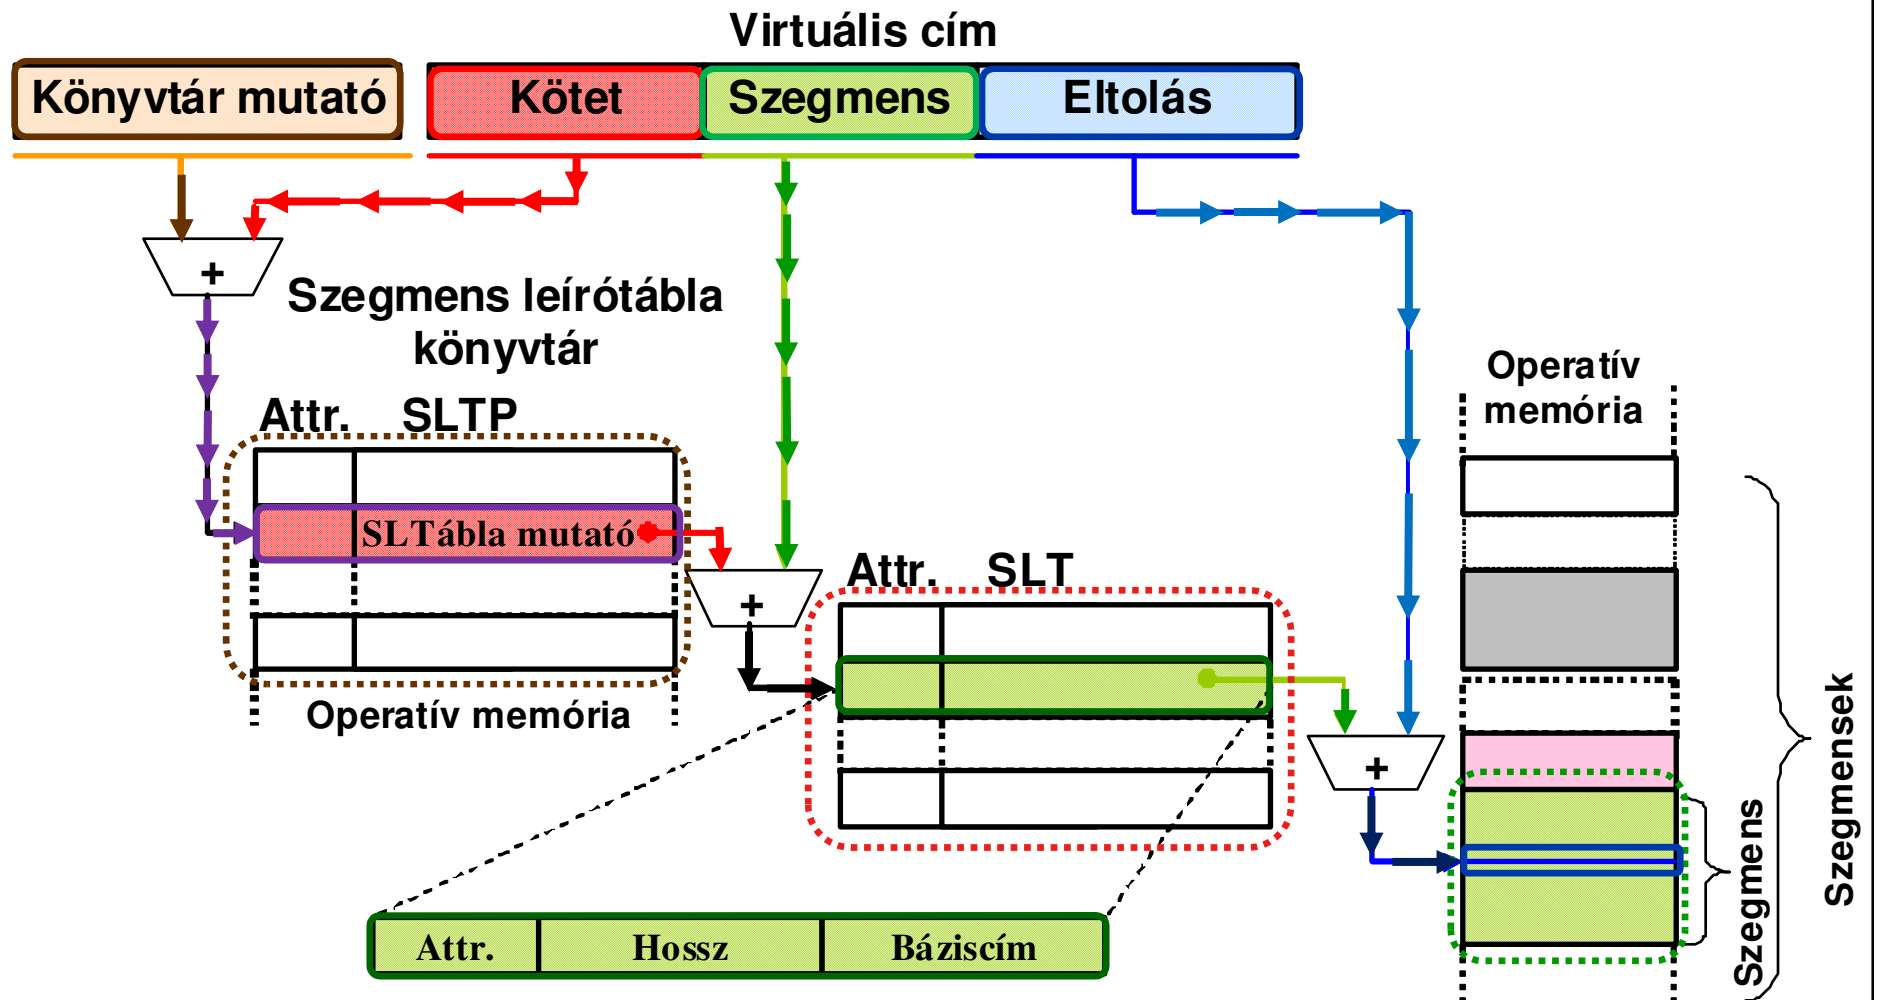 Virtuális cím
Könyvtár mutató
Kötet
Szegmens
Eltolás
+
Szegmens leírótábla
könyvtár
Attr.
SLTP
SLTábla mutató
Operatív memória
+
Attr.
SLT
+
Operatív
memória
Szegmens
Szegmensek
Attr.
Hossz
Báziscím